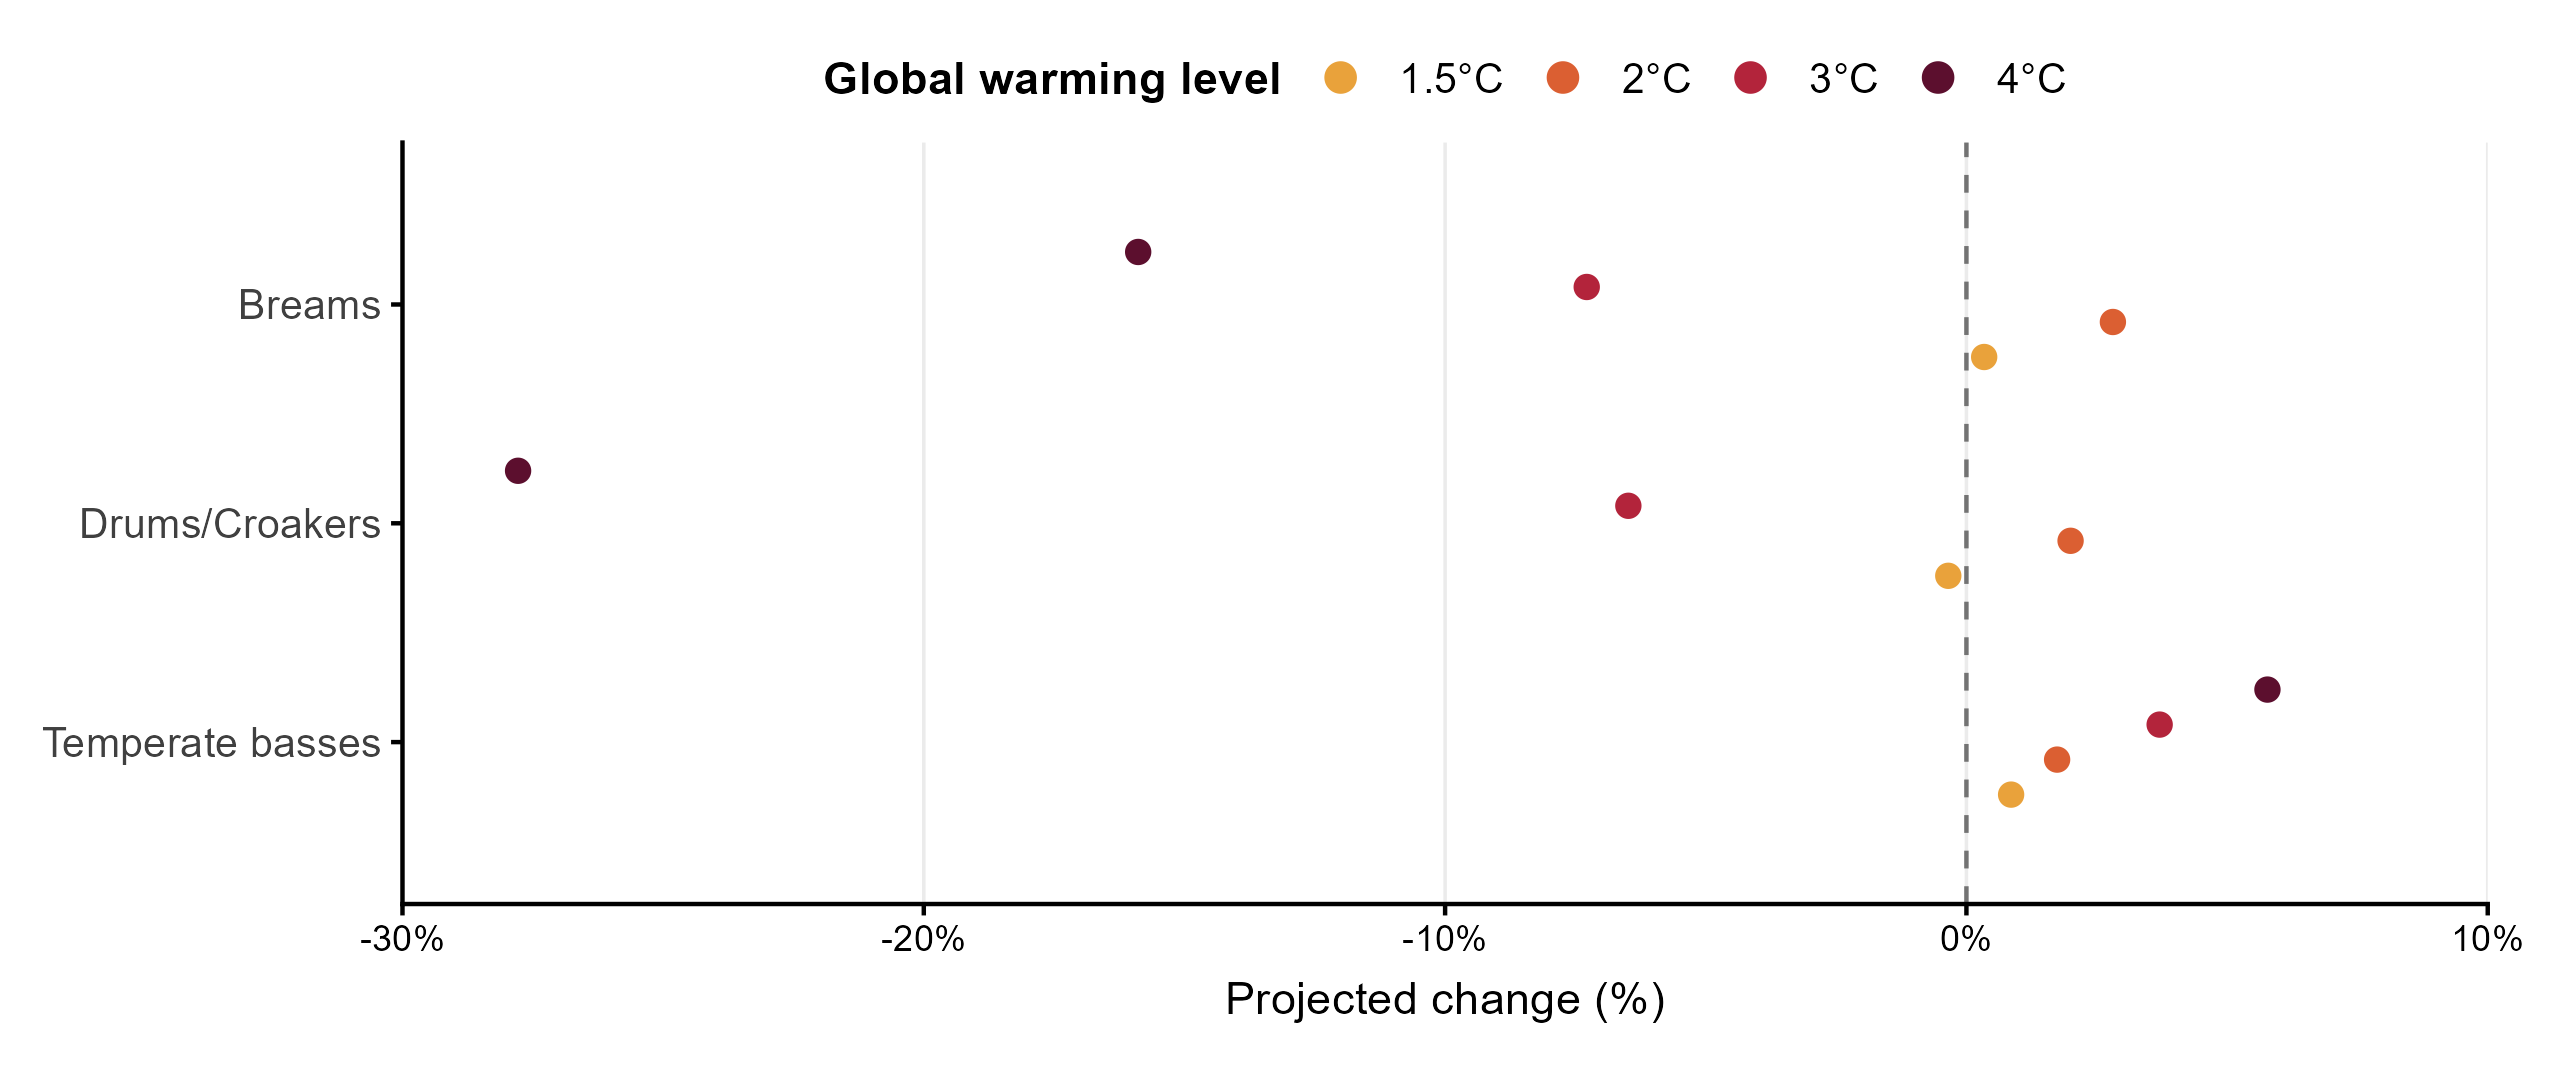 Global warming level 1.5°C 2°C 3°C 4°C
Breams
Drums/Croakers
Temperate basses
-30% -20% -10% 0% 10%
Projected change (%)